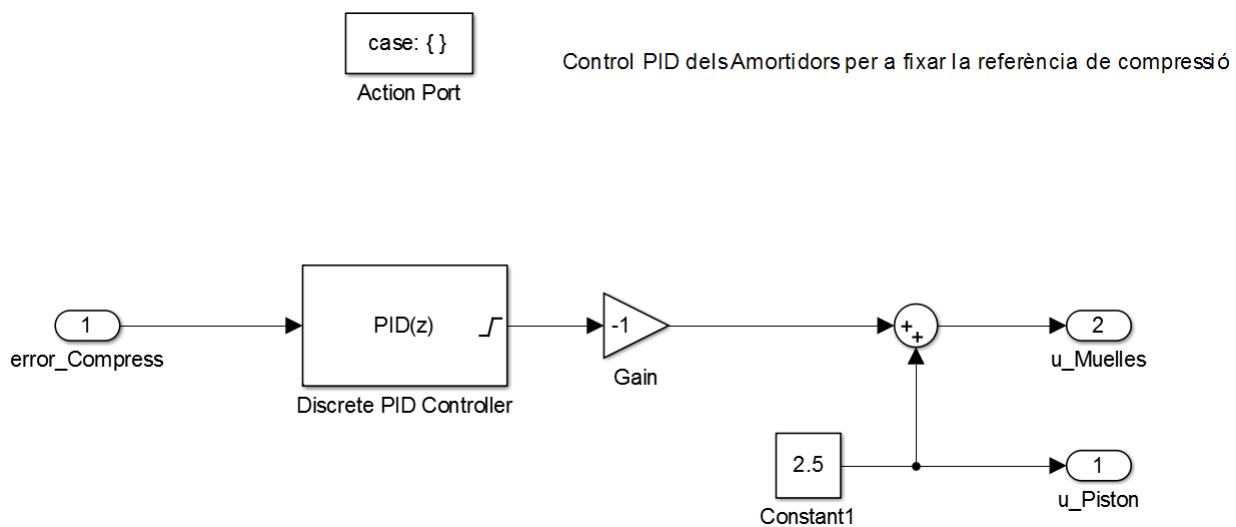 case: { }
Action Port
Control PID dels Amortidors per a fixar la referència de compressió
1
error_Compress
PID(z)
Discrete PID Controller
-1
Gain
++
2
u_Muelles
2.5
Constant1
1
u_Piston